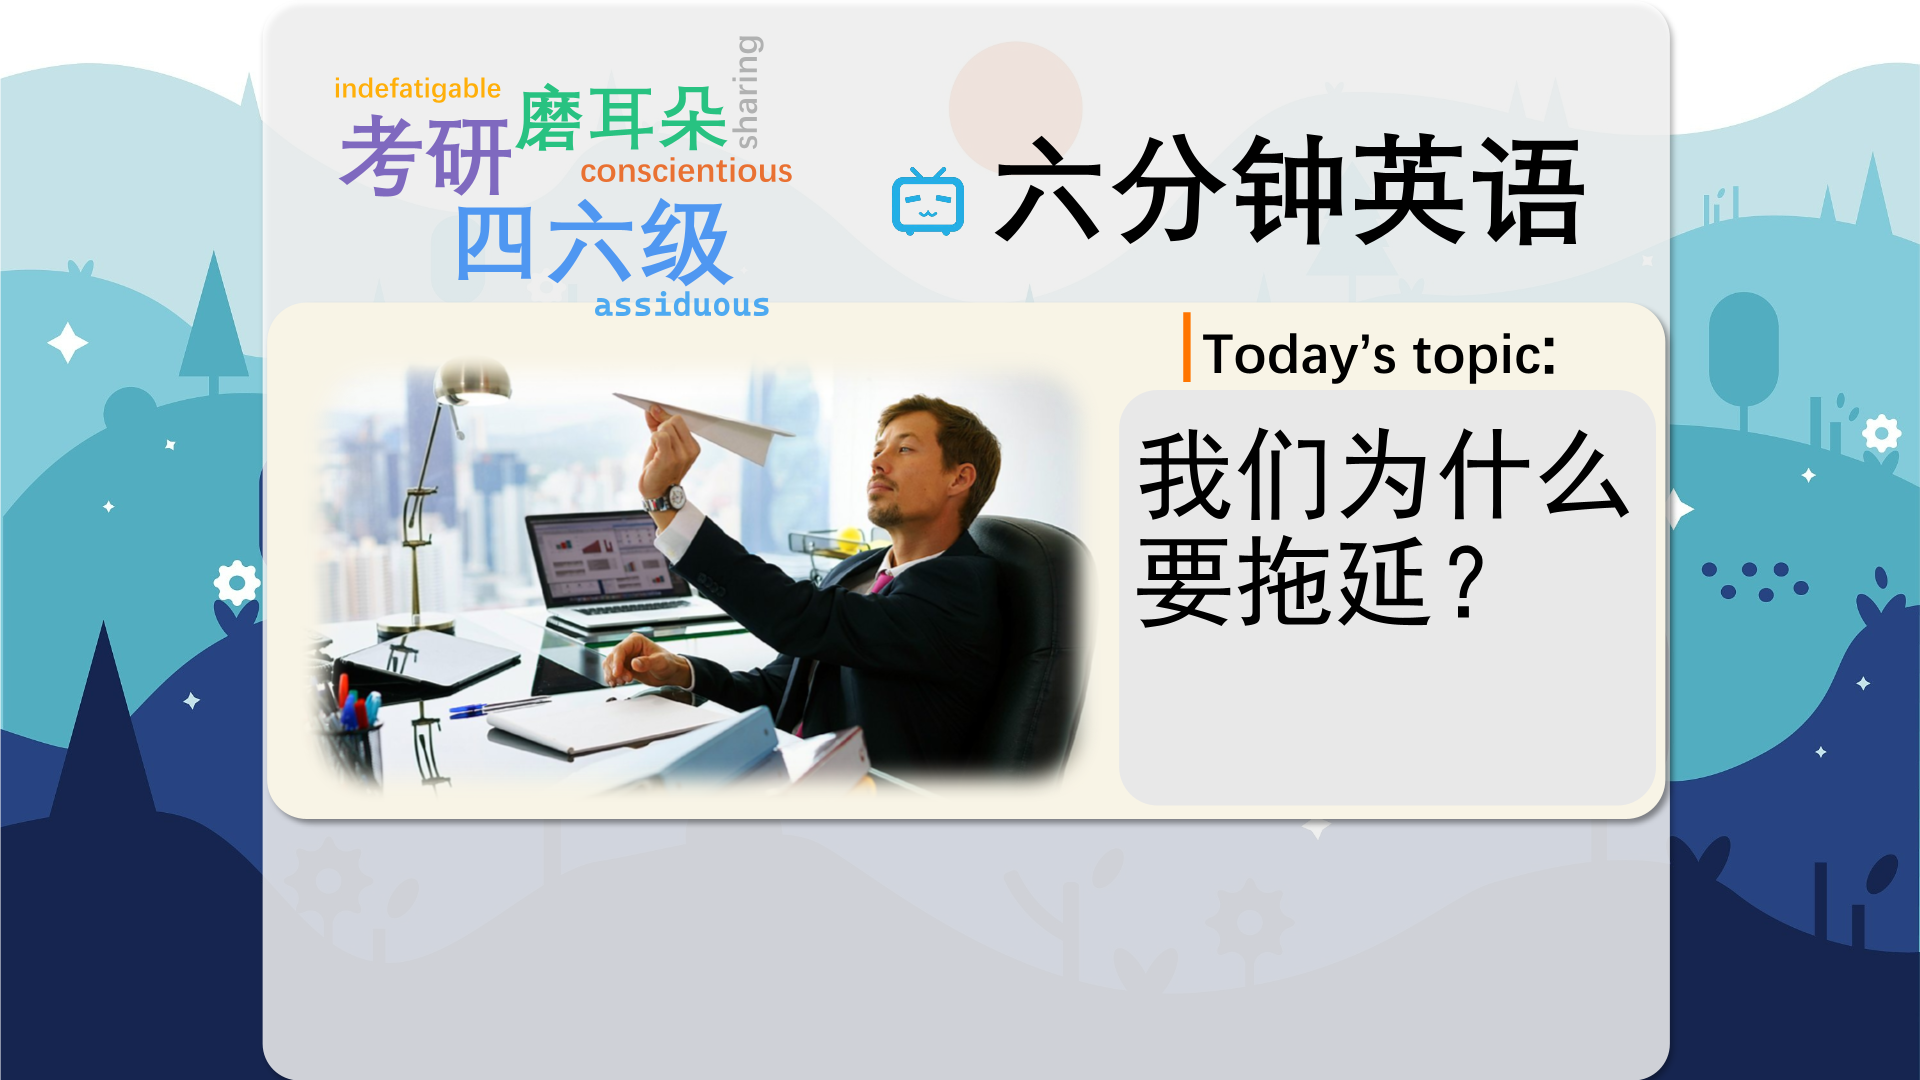 indefatigable
磨耳朵
sharing
考研
conscientious
四六级
assiduous
六分钟英语
Today’s topic:
我们为什么
要拖延？